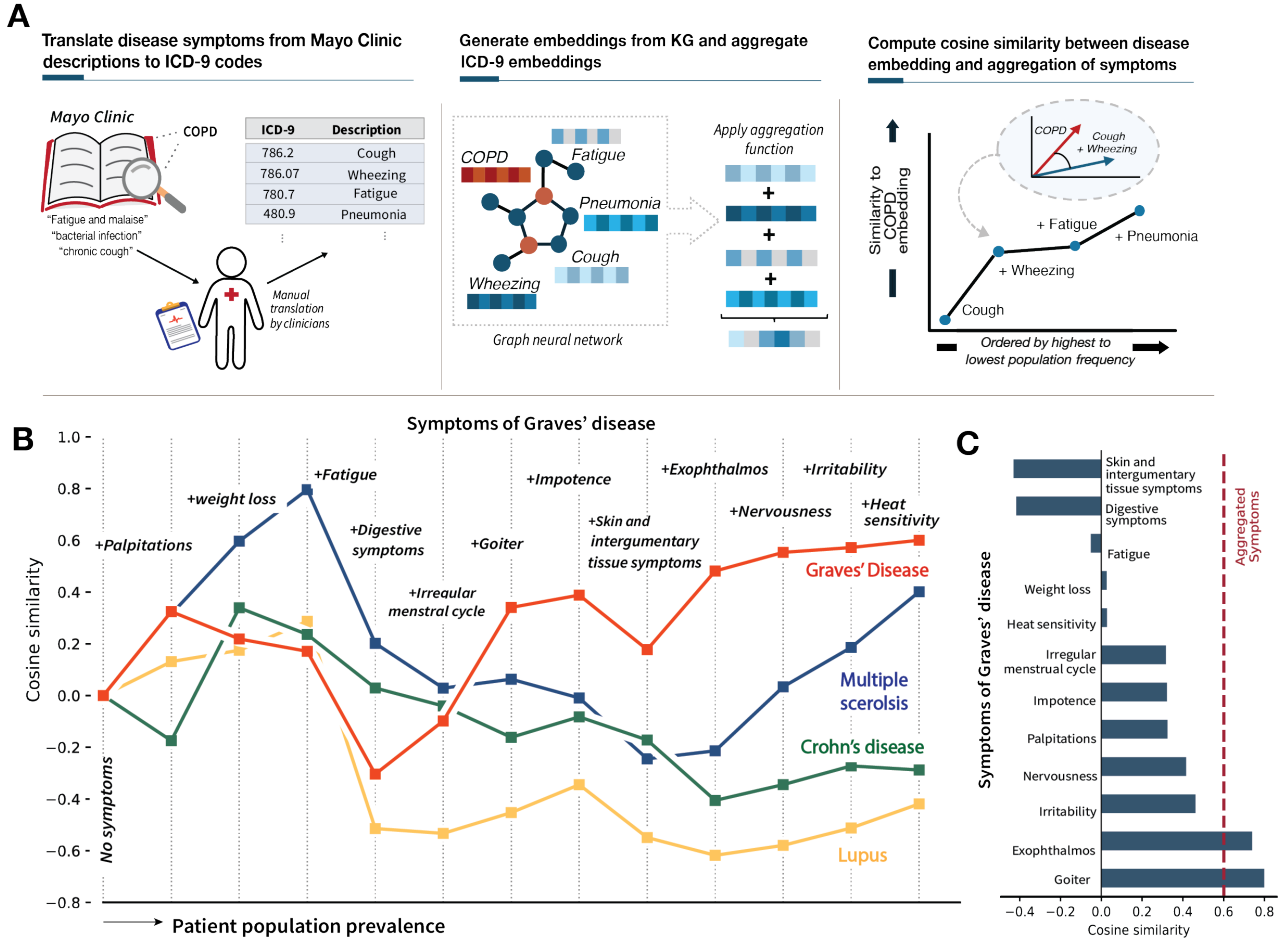 A
Translate disease symptoms from Mayo Clinic
descriptions to ICD-9 codes
Mayo Clinic
COPD
"Fatigue and malaise"
"bacterial infection"
"chronic cough"
ICD-9 Description
786.2 Cough
786.07 Wheezing
780.7 Fatigue
480.9 Pneumonia
Manual
translation
by clinicians
Generate embeddings from KG and aggregate
ICD-9 embeddings
COPD
Fatigue
Pneumonia
Cough
Wheezing
Graph neural network
Apply aggregation
function
+
+
+
+
Compute cosine similarity between disease
embedding and aggregation of symptoms
Similarity to
COPD
embedding
COPD
Cough
+ Wheezing
Cough
+ Wheezing
+ Fatigue
+ Pneumonia
Ordered by highest to
lowest population frequency
B
Symptoms of Graves' disease
Cosine similarity
1.0
0.8
0.6
0.4
0.2
0.0
−0.2
−0.4
−0.6
−0.8
No symptoms
+Palpitations
+weight loss
+Fatigue
+Digestive
symptoms
+Irregular
menstral cycle
+Goiter
+Impotence
+Skin and
intergumentary
tissue symptoms
+Exophthalmos
+Nervousness
+Irritability
+Heat
sensitivity
Graves' Disease
Multiple
scerolsis
Crohn's disease
Lupus
Patient population prevalence
C
Symptoms of Graves' disease
Skin and
intergumentary
tissue symptoms
Digestive
symptoms
Fatigue
Weight loss
Heat sensitivity
Irregular
menstrual cycle
Impotence
Palpitations
Nervousness
Irritability
Exophthalmos
Goiter
Aggregated
Symptoms
−0.4 −0.2 0.0 0.2 0.4 0.6 0.8
Cosine similarity